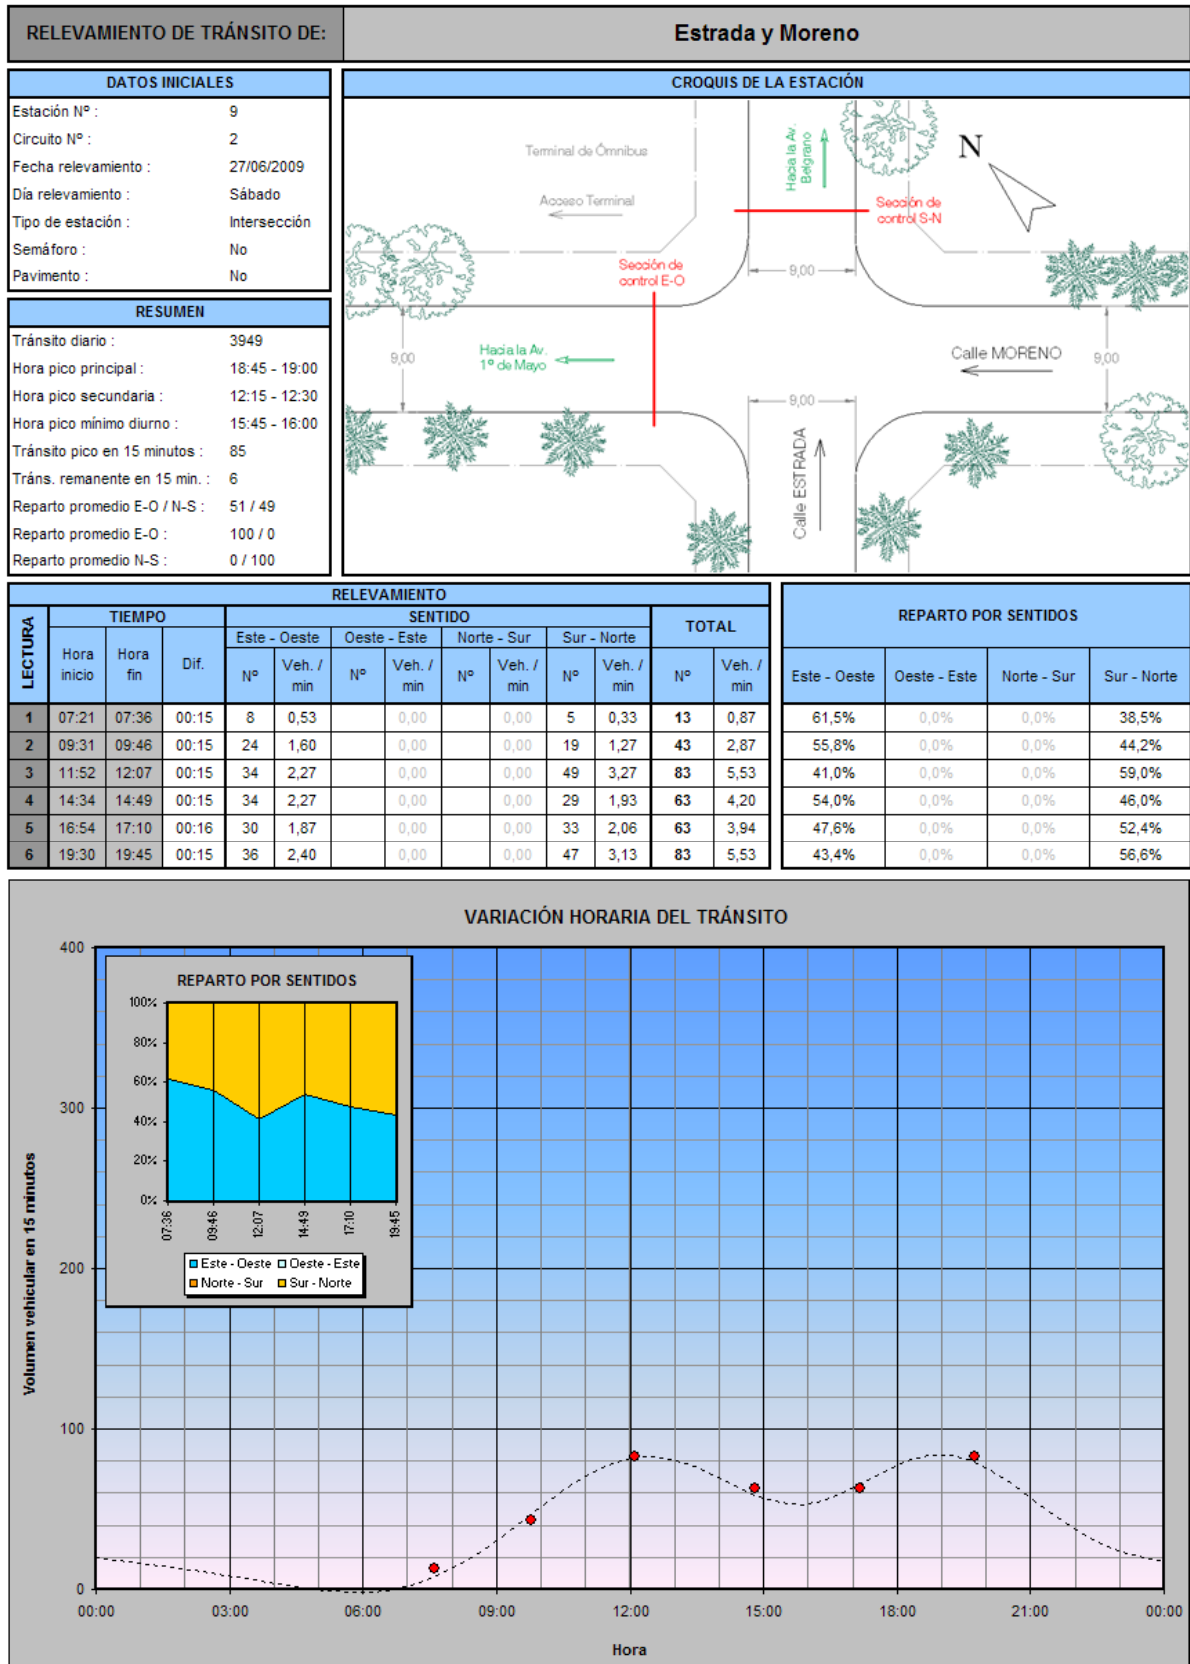 RELEVAMIENTO DE TRÁNSITO DE:
Estrada y Moreno
DATOS INICIALES
Estación Nº : 9
Circuito Nº : 2
Fecha relevamiento : 27/06/2009
Día relevamiento : Sábado
Tipo de estación : Intersección
Semáforo : No
Pavimento : No
RESUMEN
Tránsito diario : 3949
Hora pico principal : 18:45 - 19:00
Hora pico secundaria : 12:15 - 12:30
Hora pico mínimo diurno : 15:45 - 16:00
Tránsito pico en 15 minutos : 85
Tráns. remanente en 15 min. : 6
Reparto promedio E-O / N-S : 51 / 49
Reparto promedio E-O : 100 / 0
Reparto promedio N-S : 0 / 100
CROQUIS DE LA ESTACIÓN
Terminal de Ómnibus
Acceso Terminal
Hacia la Av.
Belgrano
N
Sección de
control S-N
Sección de
control E-O
9,00
9,00
Hacia la Av.
1º de Mayo
Calle MORENO
9,00
9,00
Calle ESTRADA
RELEVAMIENTO
LECTURA
TIEMPO
SENTIDO
TOTAL
Este - Oeste Oeste - Este Norte - Sur Sur - Norte
Hora inicio Hora fin Dif. Nº Veh. / min Nº Veh. / min Nº Veh. / min Nº Veh. / min Nº Veh. / min
1 07:21 07:36 00:15 8 0,53 0,00 0,00 5 0,33 13 0,87
2 09:31 09:46 00:15 24 1,60 0,00 0,00 19 1,27 43 2,87
3 11:52 12:07 00:15 34 2,27 0,00 0,00 49 3,27 83 5,53
4 14:34 14:49 00:15 34 2,27 0,00 0,00 29 1,93 63 4,20
5 16:54 17:10 00:16 30 1,87 0,00 0,00 33 2,06 63 3,94
6 19:30 19:45 00:15 36 2,40 0,00 0,00 47 3,13 83 5,53
REPARTO POR SENTIDOS
Este - Oeste Oeste - Este Norte - Sur Sur - Norte
61,5% 0,0% 0,0% 38,5%
55,8% 0,0% 0,0% 44,2%
41,0% 0,0% 0,0% 59,0%
54,0% 0,0% 0,0% 46,0%
47,6% 0,0% 0,0% 52,4%
43,4% 0,0% 0,0% 56,6%
VARIACIÓN HORARIA DEL TRÁNSITO
Volumen vehicular en 15 minutos
400
300
200
100
0
REPARTO POR SENTIDOS
100%
80%
60%
40%
20%
0%
07:36 09:46 12:07 14:49 17:10 19:45
Este - Oeste Oeste - Este
Norte - Sur Sur - Norte
00:00 03:00 06:00 09:00 12:00 15:00 18:00 21:00 00:00
Hora